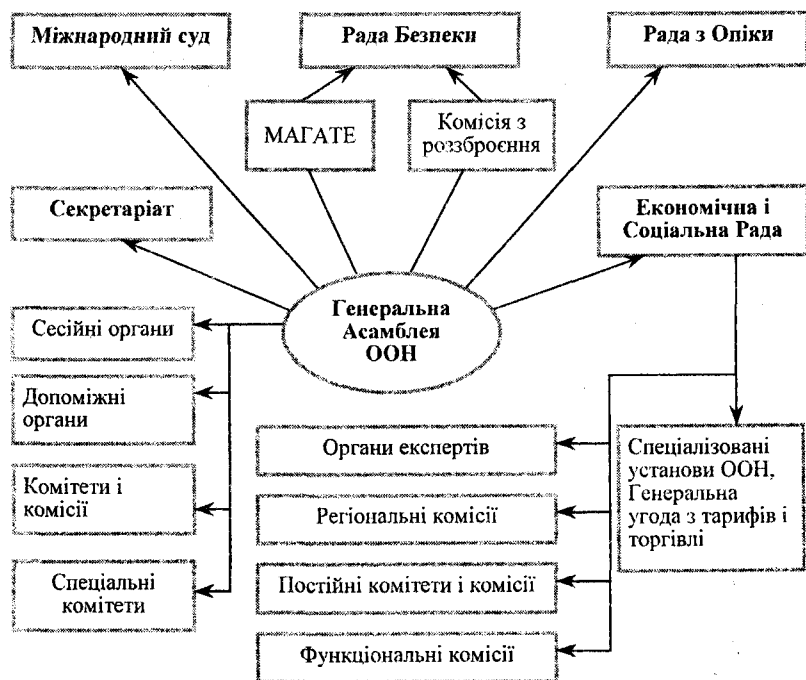 Міжнародний суд
Рада Безпеки
Рада з Опіки
МАГАТЕ
Комісія з
роззброєння
Секретаріат
Економічна і
Соціальна Рада
Генеральна
Асамблея
ООН
Сесійні органи
Допоміжні
органи
Комітети і
комісії
Спеціальні
комітети
Органи експертів
Регіональні комісії
Постійні комітети і комісії
Функціональні комісії
Спеціалізовані
установи ООН,
Генеральна
угода з тарифів і
торгівлі